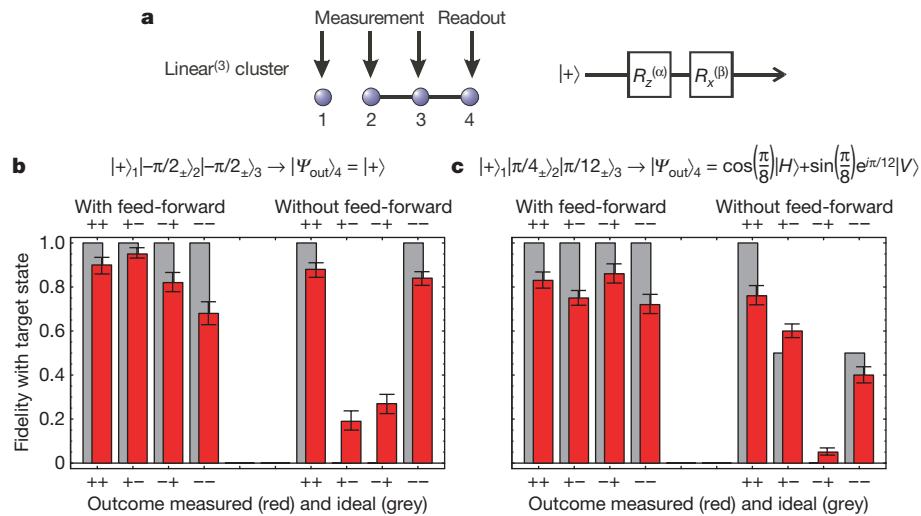 a
Measurement Readout
Linear(3) cluster
1 2 3 4
|+⟩ Rz(α) Rx(β)
b |+⟩1|−π/2±⟩2|−π/2±⟩3 → |Ψout⟩4 = |+⟩
With feed-forward Without feed-forward
++ +− −+ −− ++ +− −+ −−
Fidelity with target state
1.0
0.8
0.6
0.4
0.2
0
++ +− −+ −− ++ +− −+ −−
Outcome measured (red) and ideal (grey)
c |+⟩1|π/4±⟩2|π/12±⟩3 → |Ψout⟩4 = cos(π/8)|H⟩+sin(π/8)e^iπ/12|V⟩
With feed-forward Without feed-forward
++ +− −+ −− ++ +− −+ −−
++ +− −+ −− ++ +− −+ −−
Outcome measured (red) and ideal (grey)